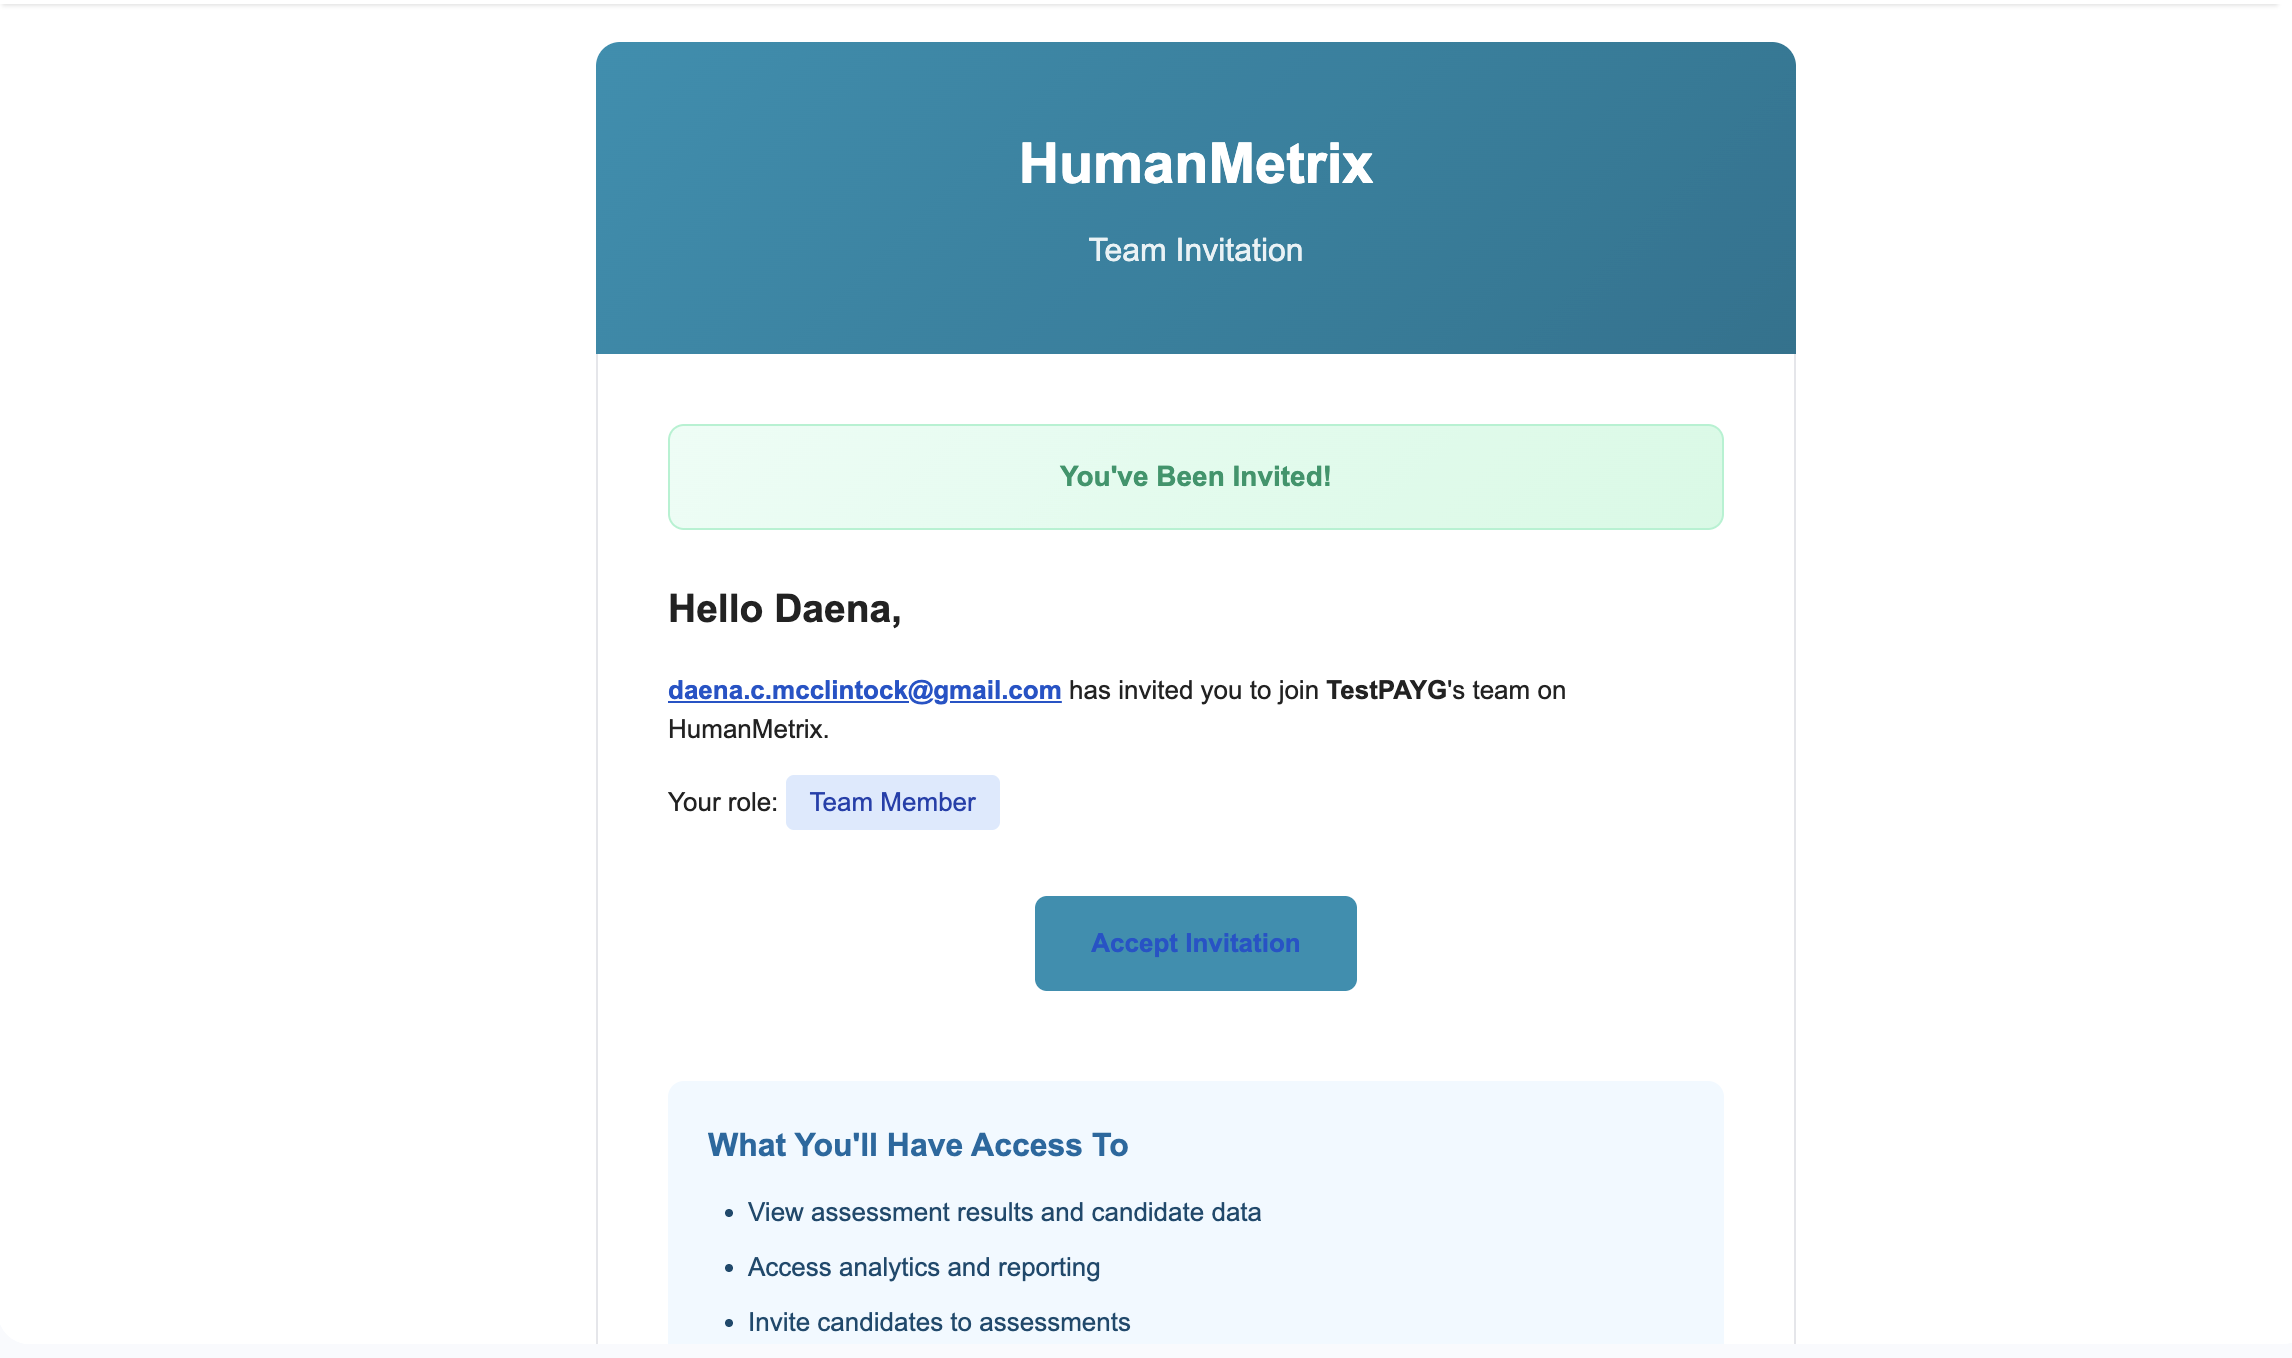 HumanMetrix
Team Invitation
You've Been Invited!
Hello Daena,
daena.c.mcclintock@gmail.com has invited you to join TestPAYG's team on
HumanMetrix.
Your role: Team Member
Accept Invitation
What You'll Have Access To
• View assessment results and candidate data
• Access analytics and reporting
• Invite candidates to assessments